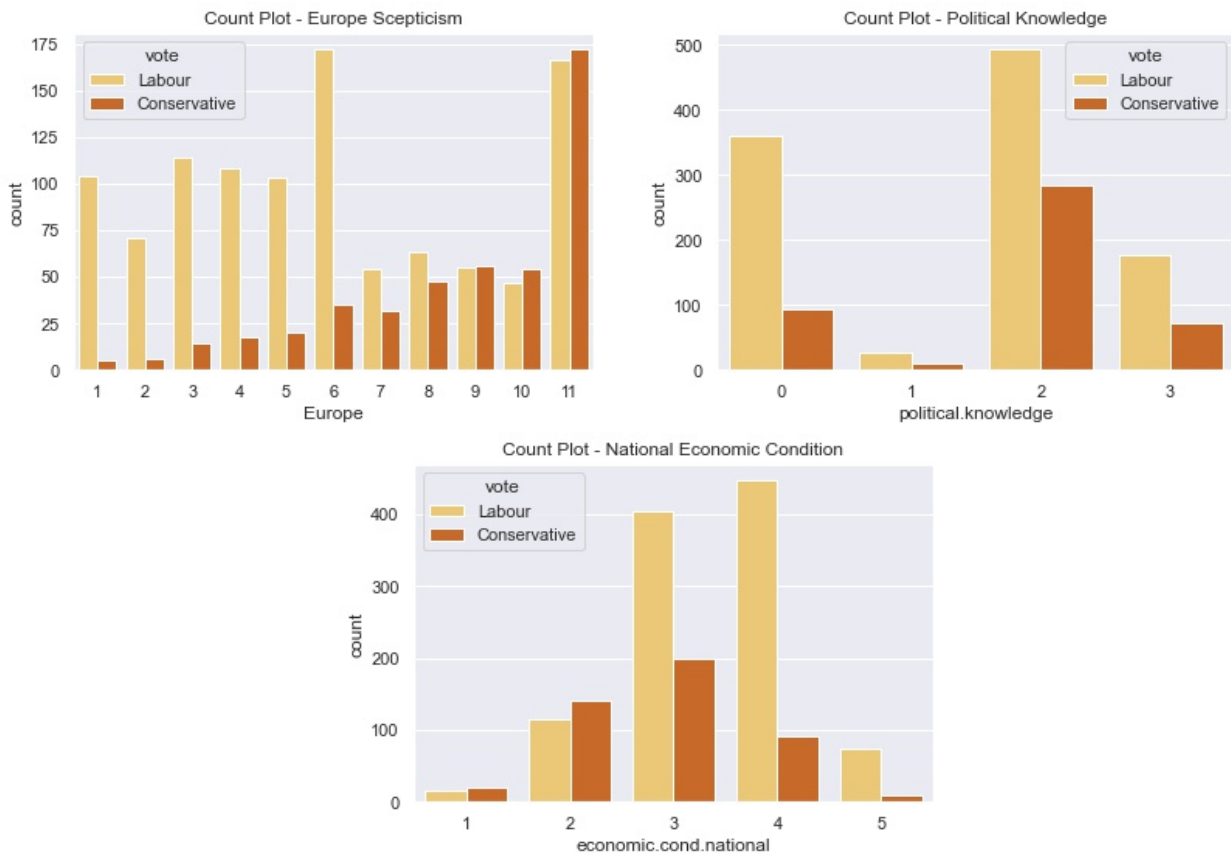 Count Plot - Europe Scepticism
175
150
125
100
75
50
25
0
count
vote
Labour
Conservative
1 2 3 4 5 6 7 8 9 10 11
Europe
Count Plot - Political Knowledge
500
400
300
200
100
0
count
vote
Labour
Conservative
0 1 2 3
political.knowledge
Count Plot - National Economic Condition
400
300
200
100
0
count
vote
Labour
Conservative
1 2 3 4 5
economic.cond.national